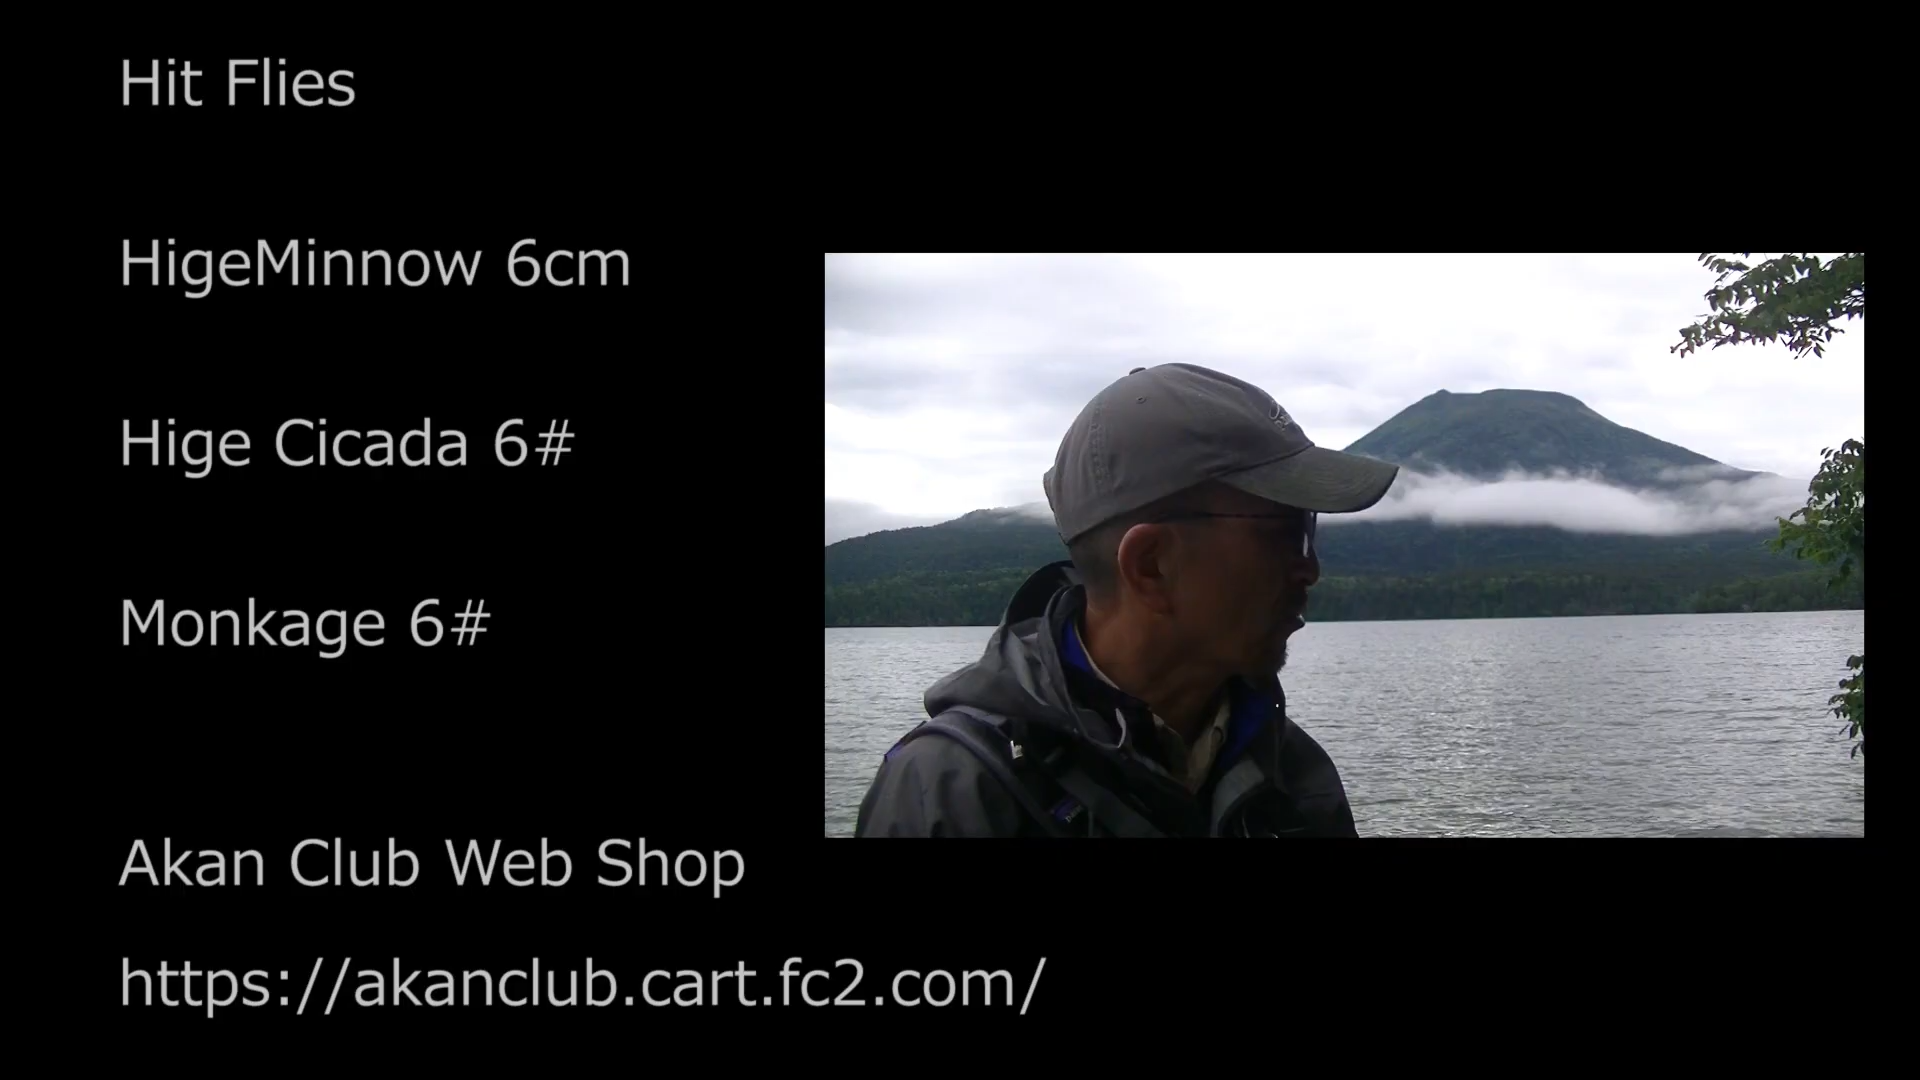 Hit Flies
HigeMinnow 6cm
Hige Cicada 6#
Monkage 6#
Akan Club Web Shop
https://akanclub.cart.fc2.com/